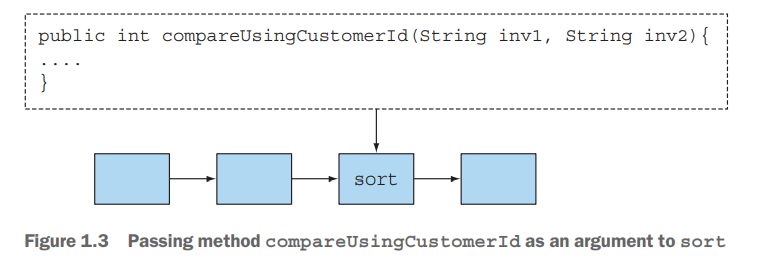 public int compareUsingCustomerId(String inv1, String inv2){
....
}
sort
Figure 1.3 Passing method compareUsingCustomerId as an argument to sort